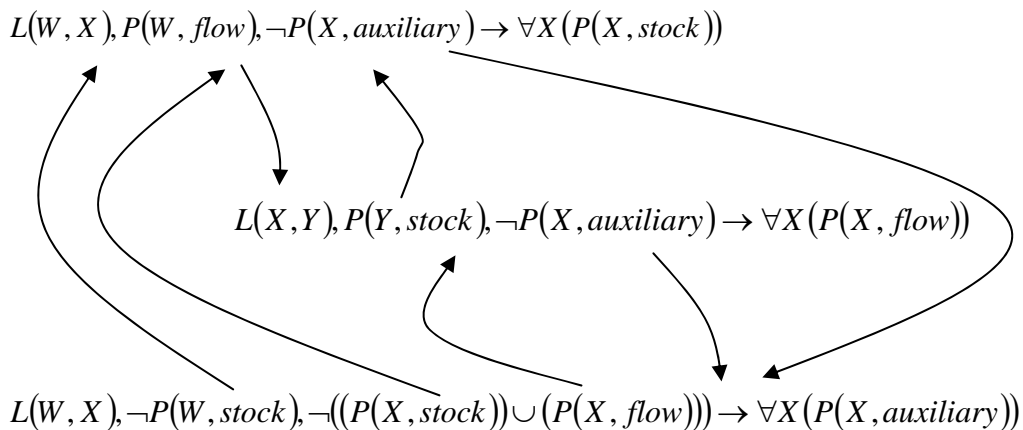 L(W, X), P(W, flow), ¬P(X, auxiliary) → ∀X(P(X, stock))
L(X, Y), P(Y, stock), ¬P(X, auxiliary) → ∀X(P(X, flow))
L(W, X), ¬P(W, stock), ¬((P(X, stock)) ∪ (P(X, flow))) → ∀X(P(X, auxiliary))